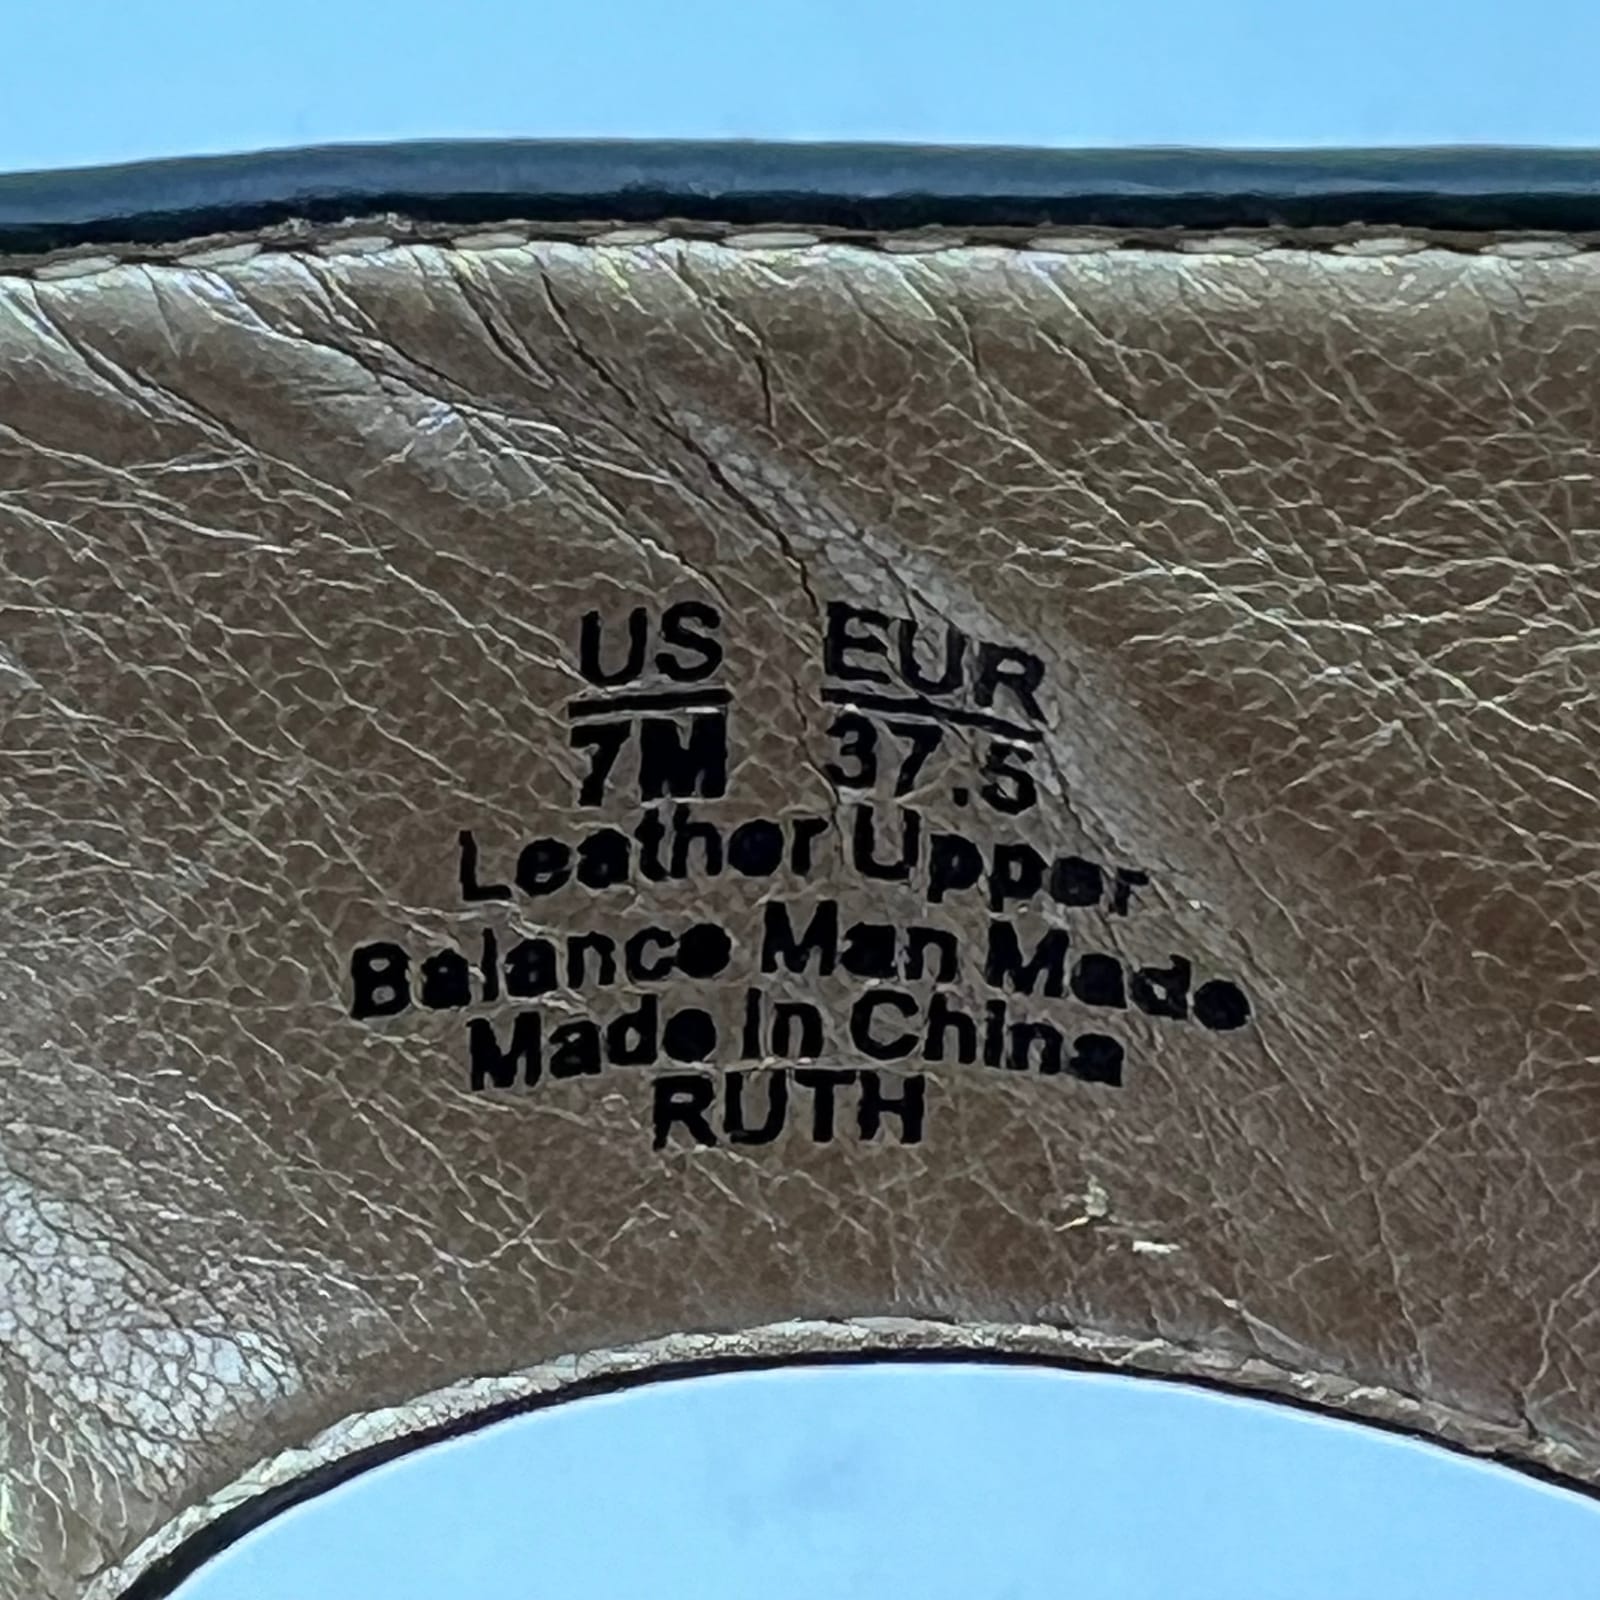 US EUR
7M 37.5
Leather Upper
Balance Man Made
Made In China
RUTH